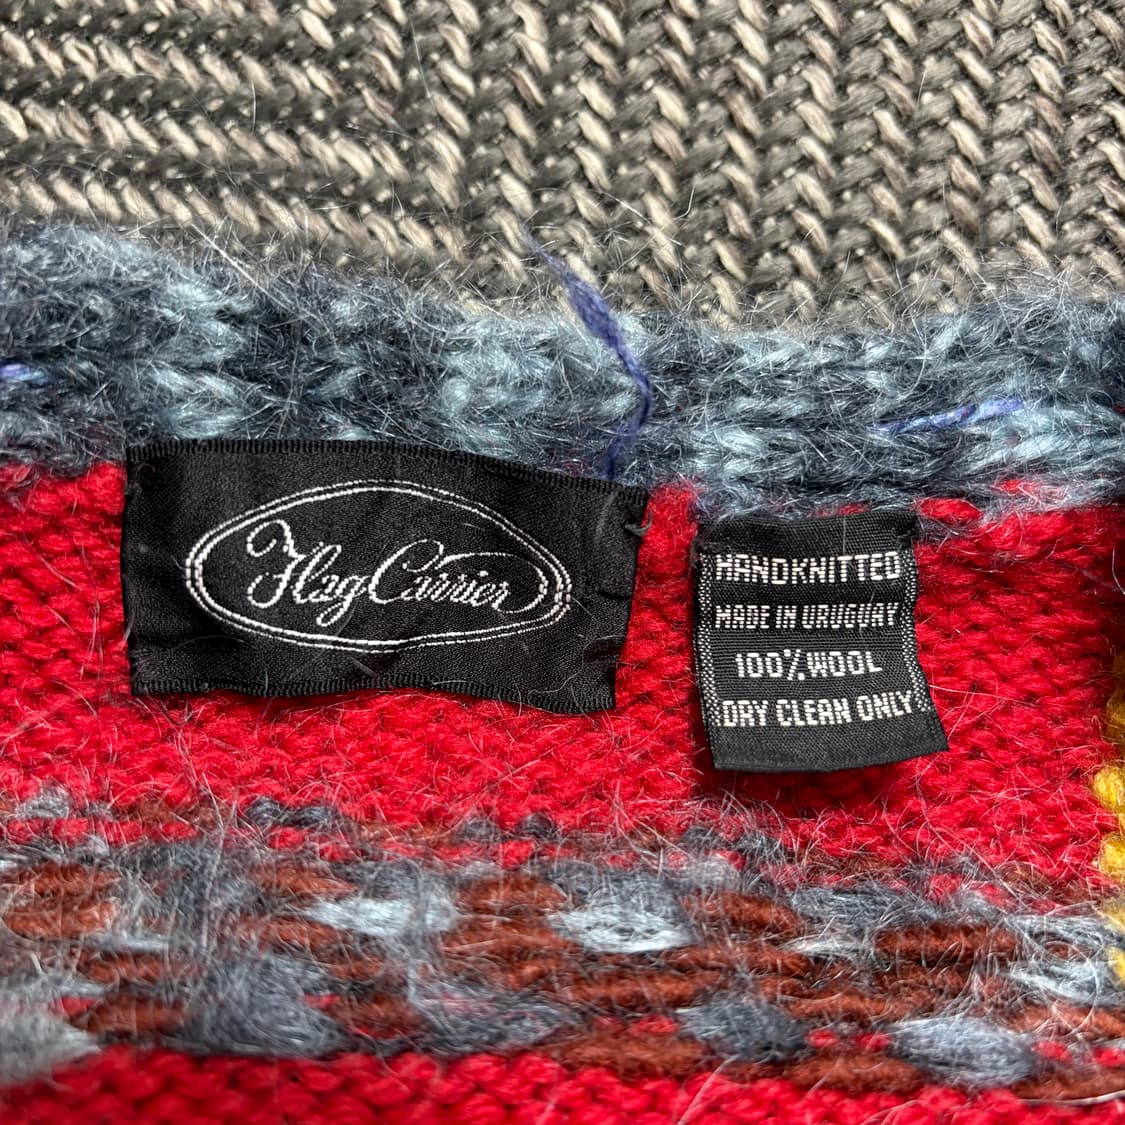 Flag Carrier
HANDKNITTED
MADE IN URUGUAY
100% WOOL
DRY CLEAN ONLY